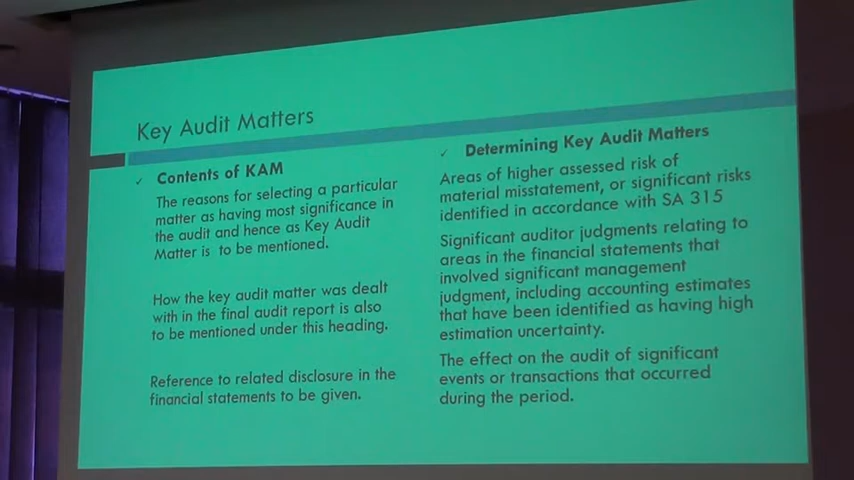 Key Audit Matters
✓ Contents of KAM
The reasons for selecting a particular
matter as having most significance in
the audit and hence as Key Audit
Matter is to be mentioned.
How the key audit matter was dealt
with in the final audit report is also
to be mentioned under this heading.
Reference to related disclosure in the
financial statements to be given.
✓ Determining Key Audit Matters
Areas of higher assessed risk of
material misstatement, or significant risks
identified in accordance with SA 315
Significant auditor judgments relating to
areas in the financial statements that
involved significant management
judgment, including accounting estimates
that have been identified as having high
estimation uncertainty.
The effect on the audit of significant
events or transactions that occurred
during the period.